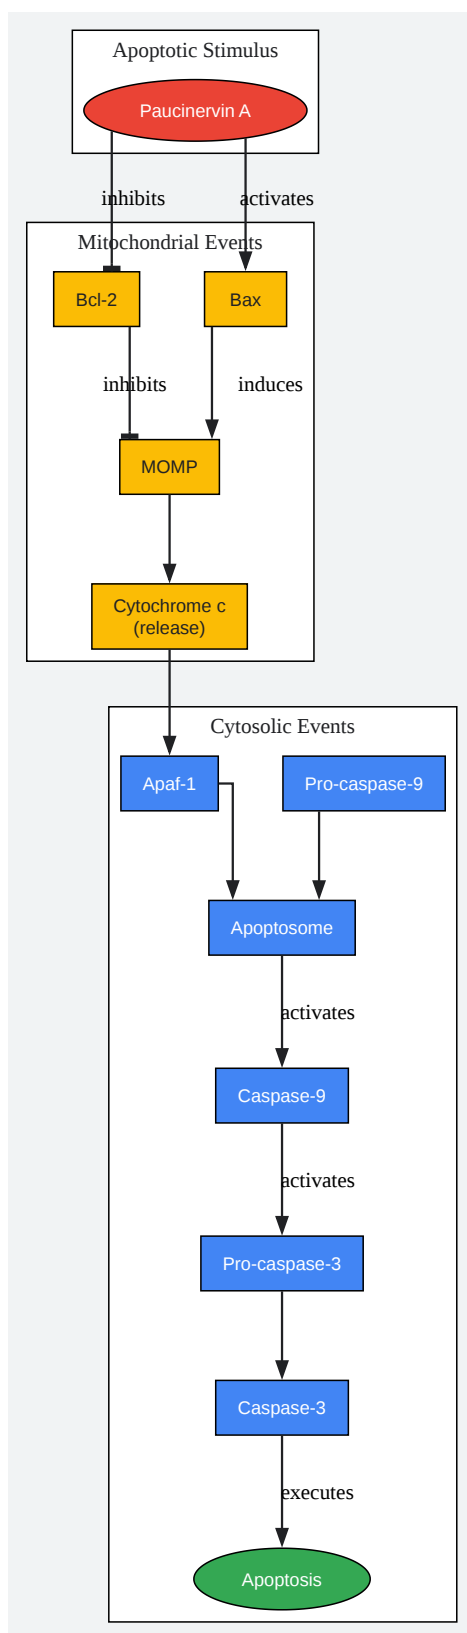 Apoptotic Stimulus
Paucinervin A
inhibits
activates
Mitochondrial Events
Bcl-2
Bax
inhibits
induces
MOMP
Cytochrome c
(release)
Cytosolic Events
Apaf-1
Pro-caspase-9
Apoptosome
activates
Caspase-9
activates
Pro-caspase-3
Caspase-3
executes
Apoptosis